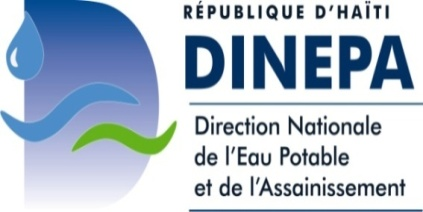 RÉPUBLIQUE D'HAÏTI
DINEPA
Direction Nationale
de l'Eau Potable
et de l'Assainissement